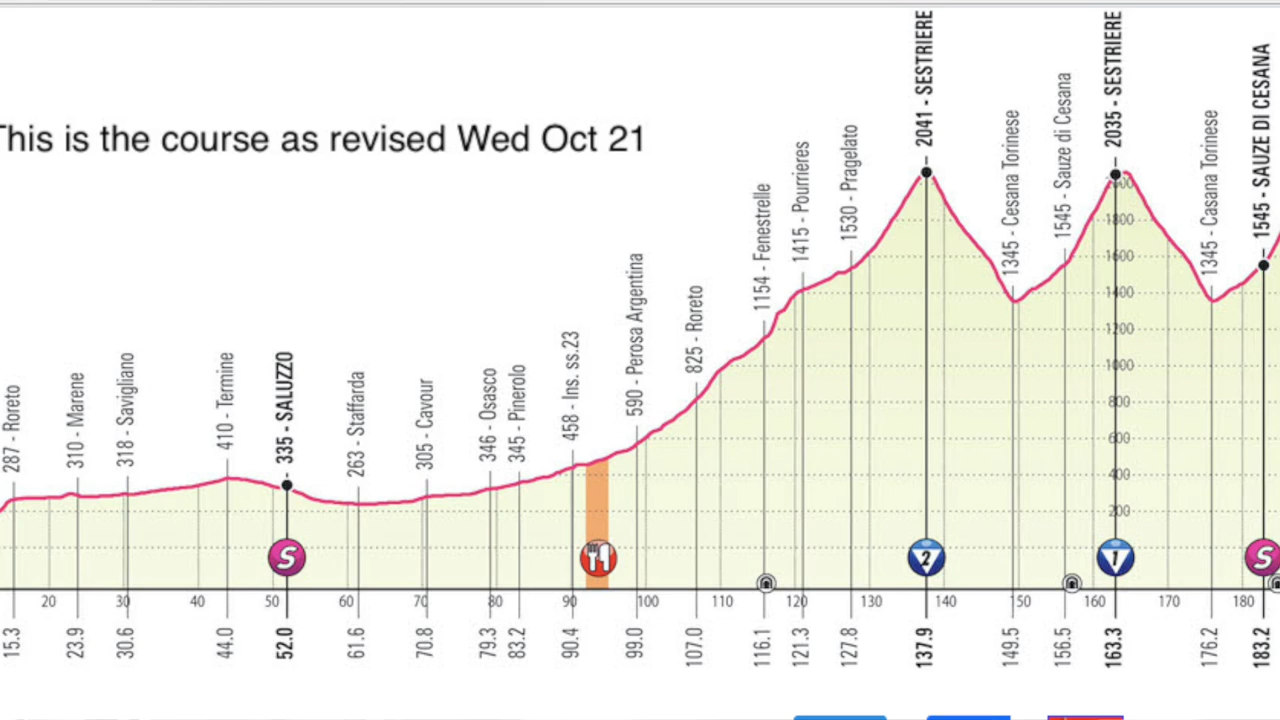 This is the course as revised Wed Oct 21
287 - Roreto
310 - Marene
318 - Savigliano
410 - Termine
335 - SALUZZO
263 - Staffarda
305 - Cavour
346 - Osasco
345 - Pinerolo
458 - Ins. ss.23
590 - Perosa Argentina
825 - Roreto
1154 - Fenestrelle
1415 - Pourrieres
1530 - Pragelato
2041 - SESTRIERE
1345 - Cesana Torinese
1545 - Sauze di Cesana
2035 - SESTRIERE
1345 - Casana Torinese
1545 - SAUZE DI CESANA
1800
1600
1400
1200
1000
800
600
400
200
S
2
1
S
20 30 40 50 60 70 80 90 100 110 120 130 140 150 160 170 180
15.3 23.9 30.6 44.0 52.0 61.6 70.8 79.3 83.2 90.4 99.0 107.0 116.1 121.3 127.8 137.9 149.5 156.5 163.3 176.2 183.2